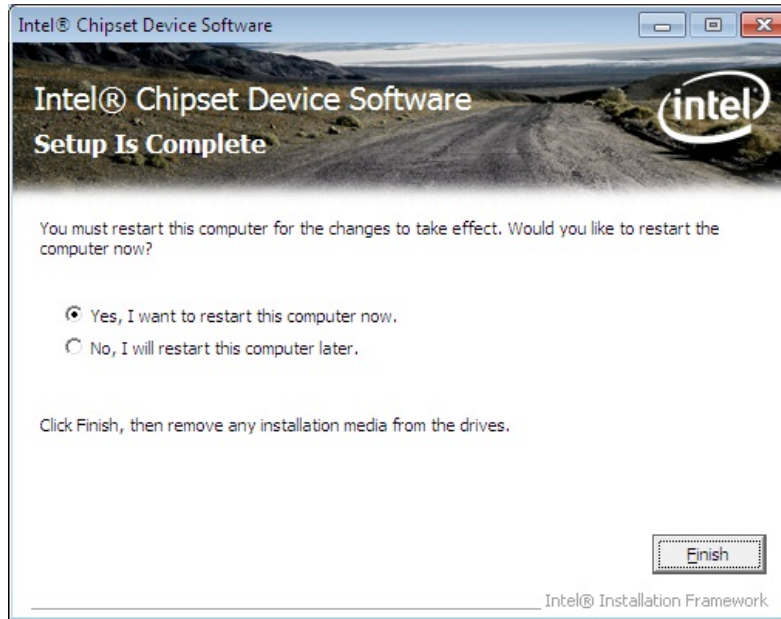 Intel® Chipset Device Software
Intel® Chipset Device Software
intel
Setup Is Complete
You must restart this computer for the changes to take effect. Would you like to restart the
computer now?
Yes, I want to restart this computer now.
No, I will restart this computer later.
Click Finish, then remove any installation media from the drives.
Finish
Intel® Installation Framework